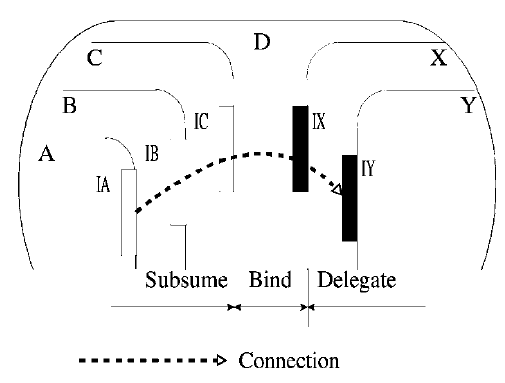 D
C X
B Y
IC IX
A IB IY
IA
Subsume Bind Delegate
Connection